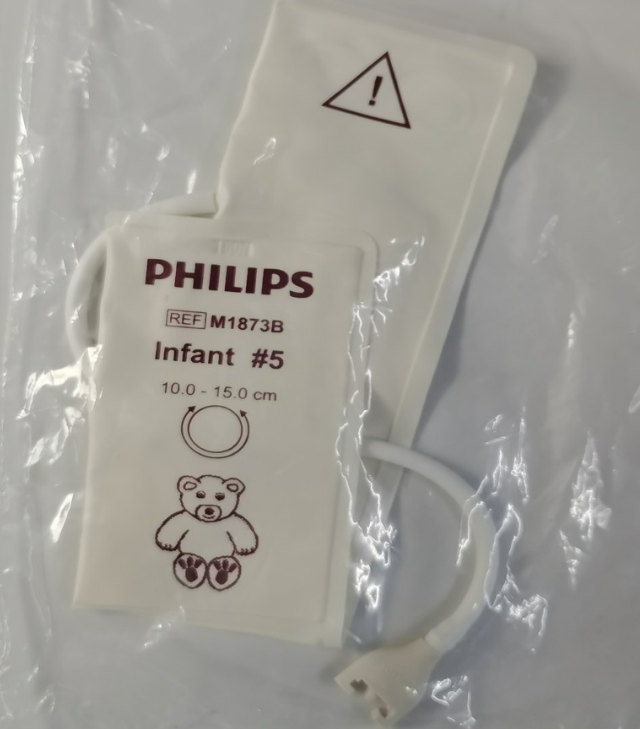 !
PHILIPS
REF M1873B
Infant #5
10.0 - 15.0 cm